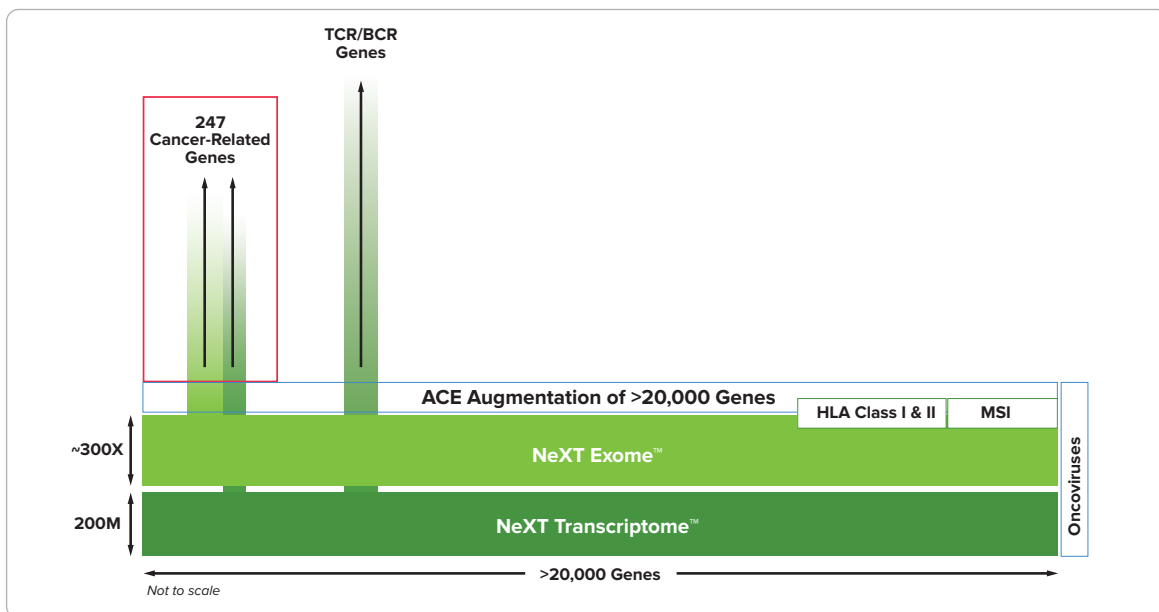 TCR/BCR
Genes
247
Cancer-Related
Genes
ACE Augmentation of >20,000 Genes
HLA Class I & II
MSI
~300X
NeXT Exome™
200M
NeXT Transcriptome™
Oncoviruses
>20,000 Genes
Not to scale